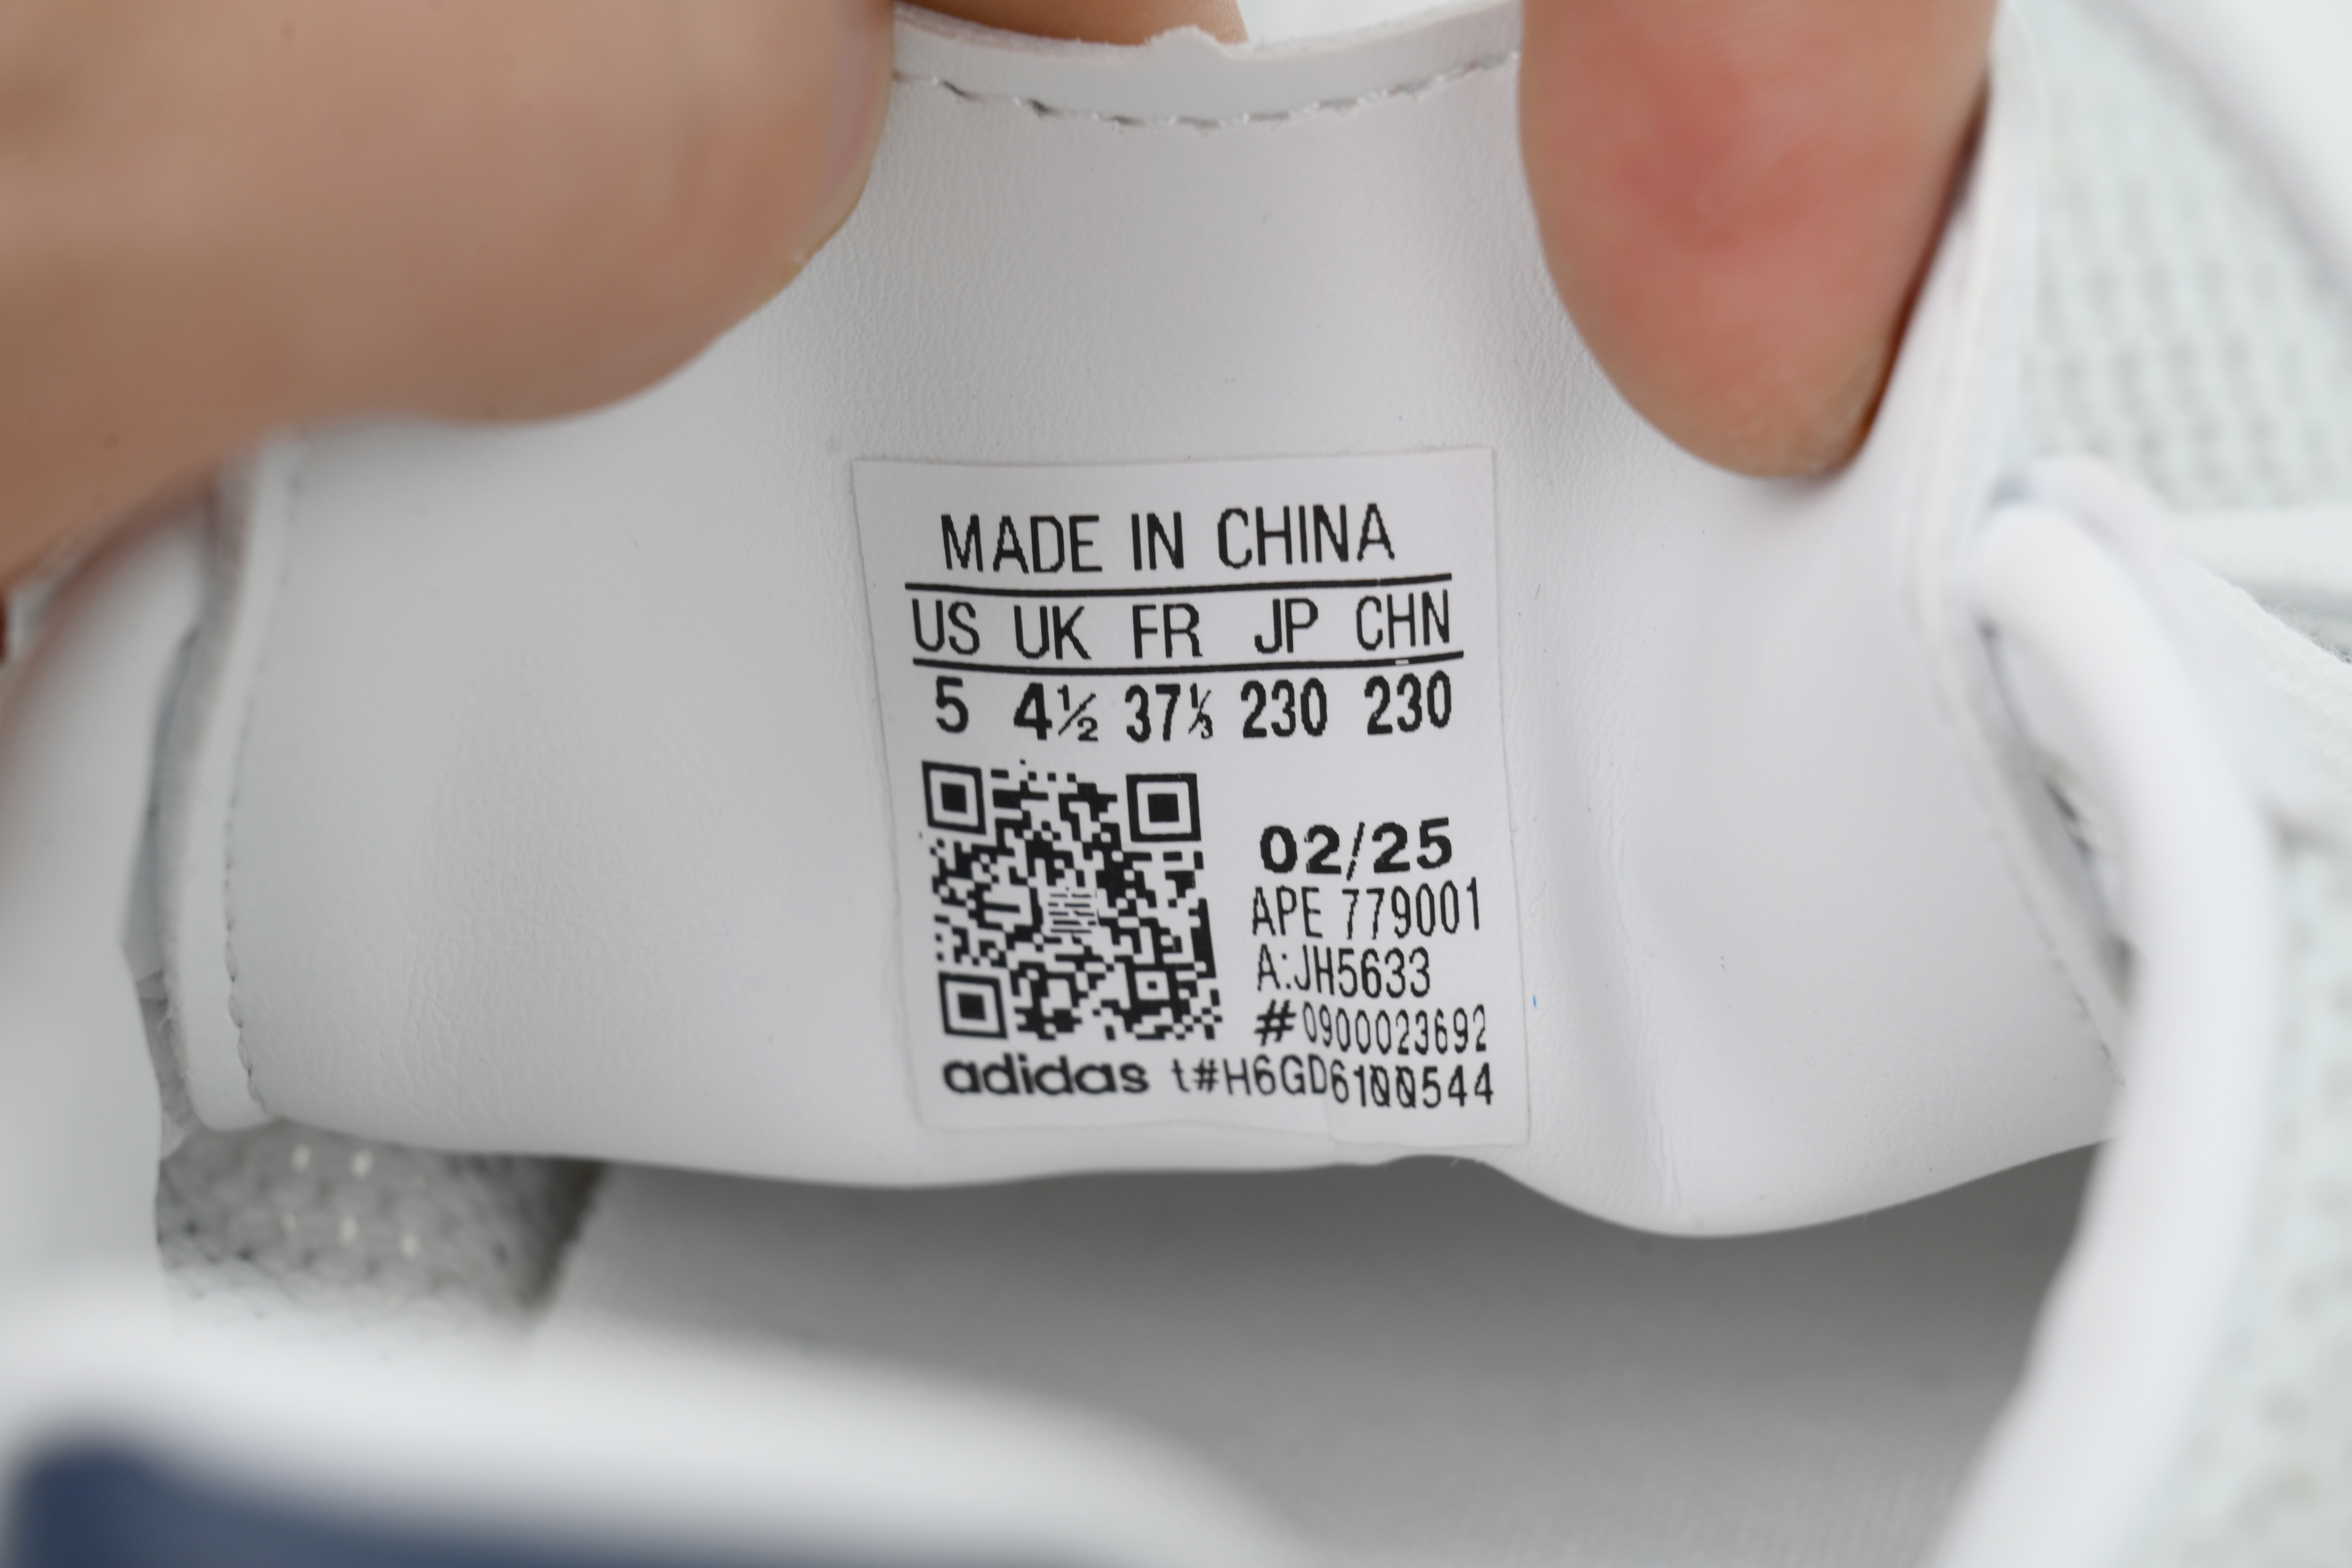 MADE IN CHINA
US UK FR JP CHN
5 4½ 37⅓ 230 230
02/25
APE 779001
A:JH5633
#0900023692
adidas t#H6GD6100544